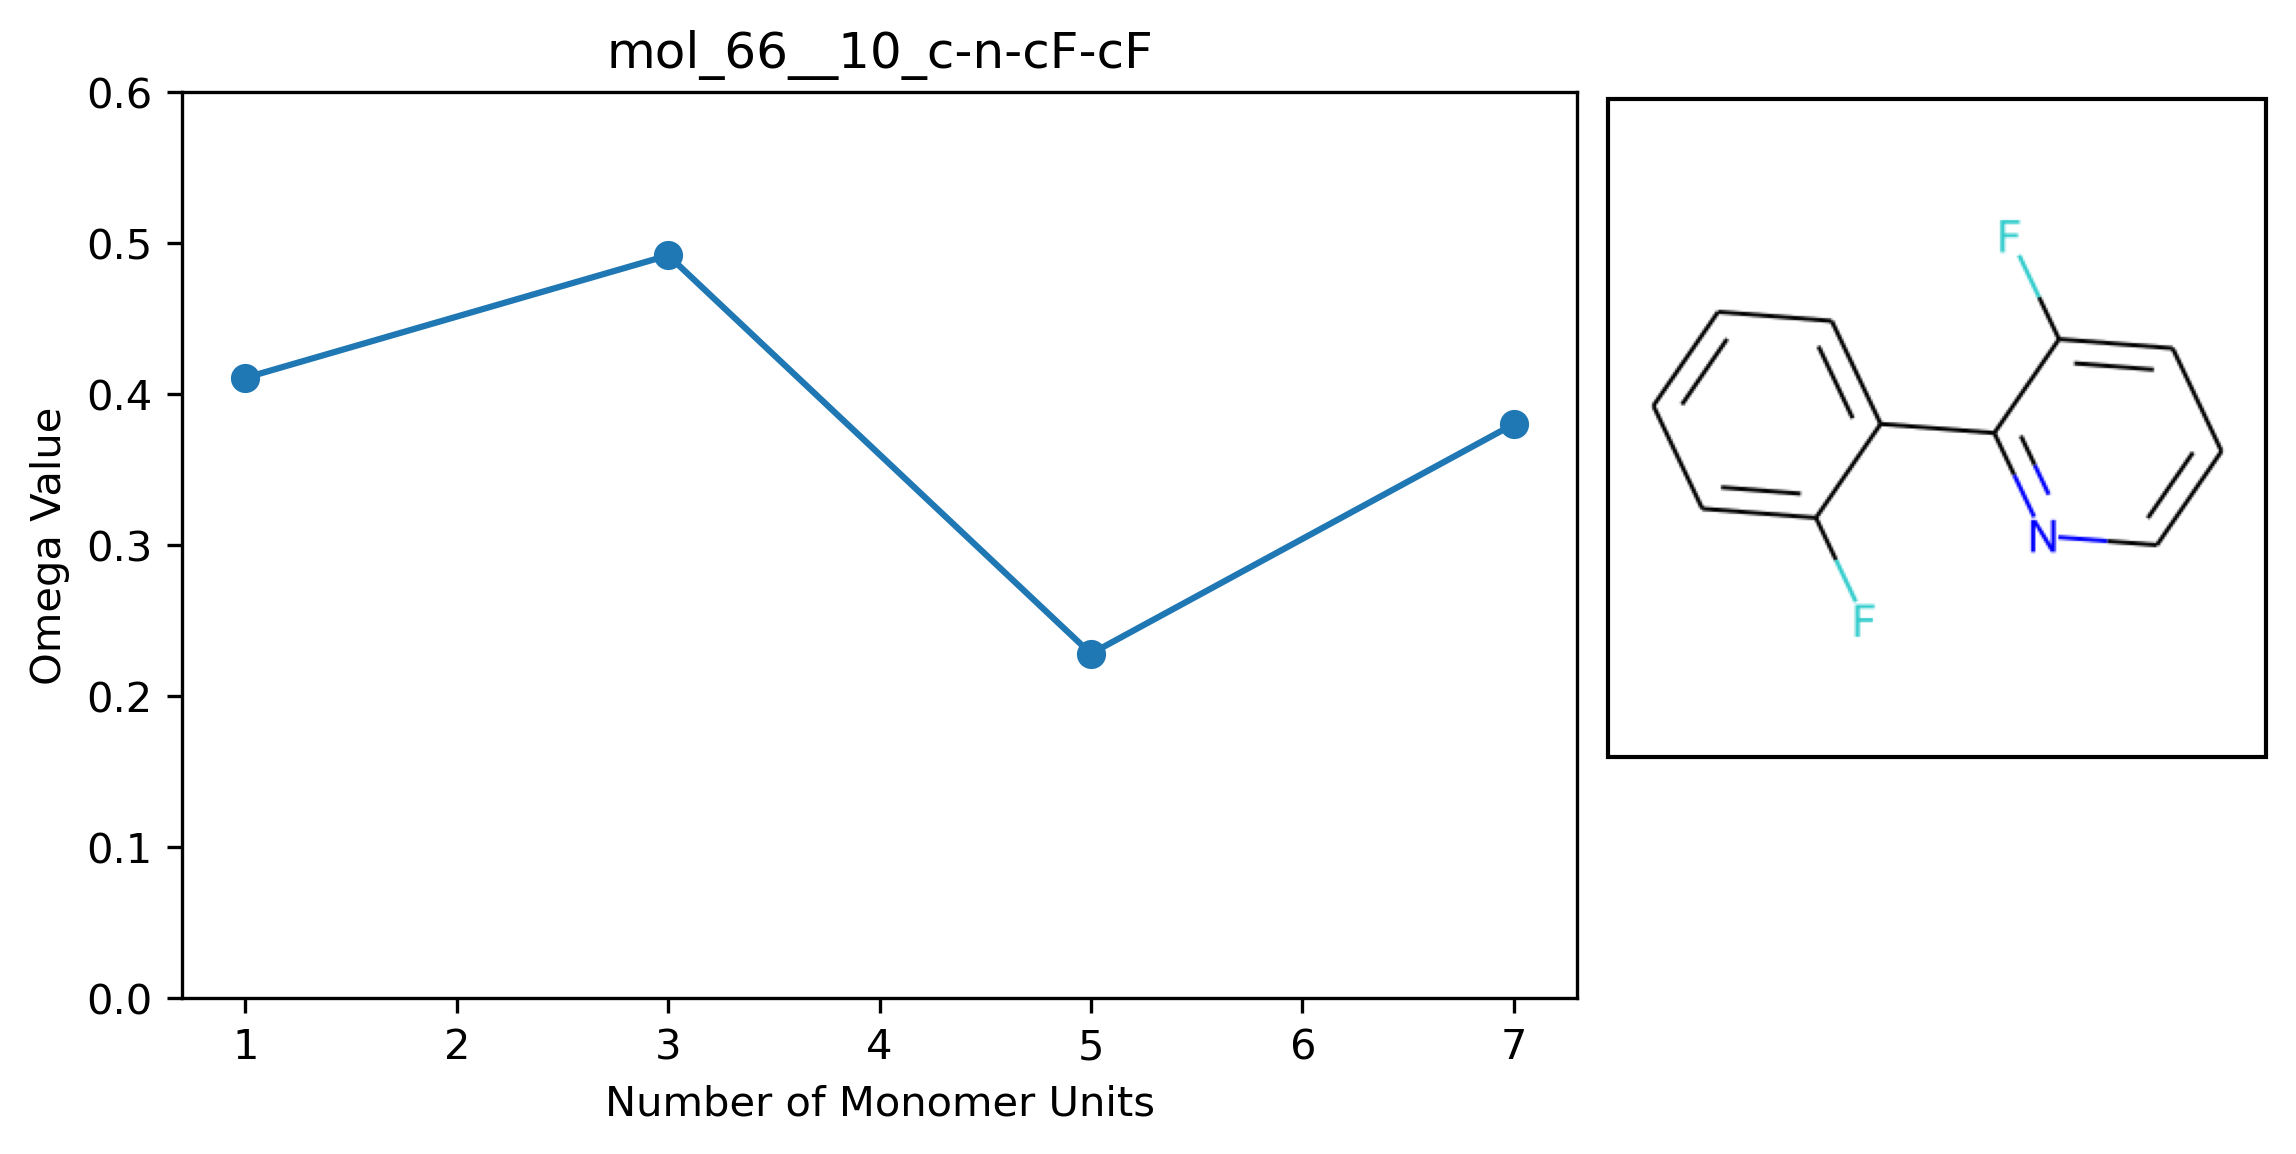 mol_66__10_c-n-cF-cF
0.6
0.5
0.4
0.3
0.2
0.1
0.0
Omega Value
1 2 3 4 5 6 7
Number of Monomer Units
F
N
F